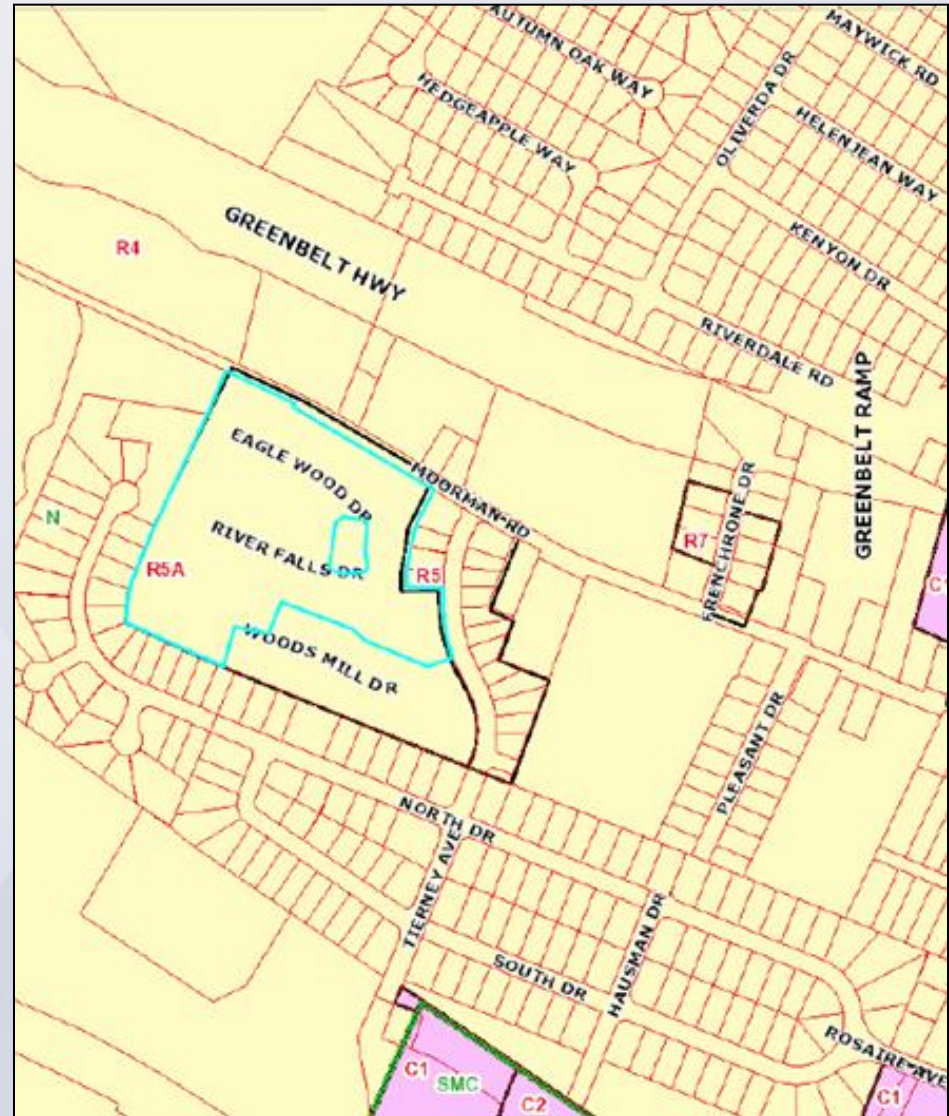 MAYWICK RD
AUTUMN OAK WAY
HEDGEAPPLE WAY
OLIVERDA DR
HELENJEAN WAY
KENYON DR
GREENBELT HWY
R4
RIVERDALE RD
GREENBELT RAMP
EAGLE WOOD DR
MOORMAN RD
FRENCHRONE DR
N
RIVER FALLS DR
R7
R5A
R5
C
WOODS MILL DR
PLEASANT DR
NORTH DR
TIERNEY AVE
HAUSMAN DR
SOUTH DR
ROSAIRE AVE
C1
SMC
C2
C1